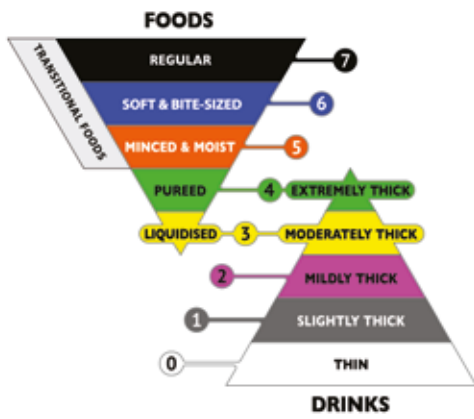 FOODS
TRANSITIONAL FOODS
REGULAR 7
SOFT & BITE-SIZED 6
MINCED & MOIST 5
PUREED 4 EXTREMELY THICK
LIQUIDISED 3 MODERATELY THICK
2 MILDLY THICK
1 SLIGHTLY THICK
0 THIN
DRINKS